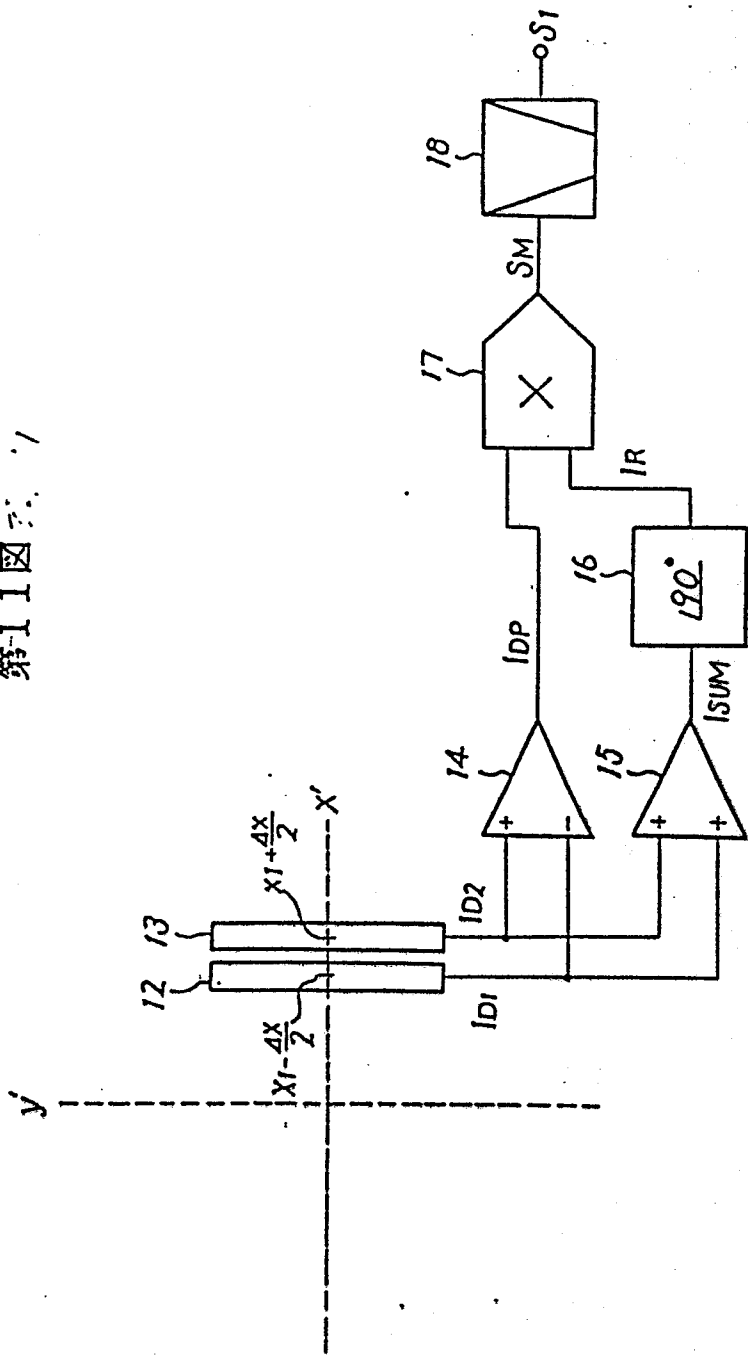 第11図
y'
x'
12
13
X1-ΔX/2
X1+ΔX/2
ID1
ID2
14
+
-
15
+
+
IDP
ISUM
16
∠90°
IR
17
×
SM
18
S1